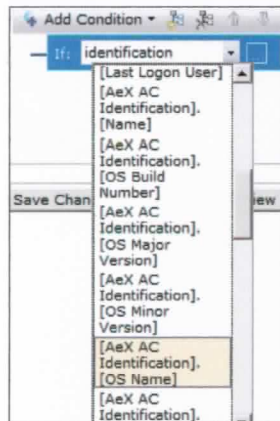 Add Condition
If: identification
[Last Logon User]
[AeX AC
Identification].
[Name]
[AeX AC
Identification].
[OS Build
Number]
[AeX AC
Identification].
[OS Major
Version]
[AeX AC
Identification].
[OS Minor
Version]
[AeX AC
Identification].
[OS Name]
[AeX AC
Identification].
Save Chan
iew